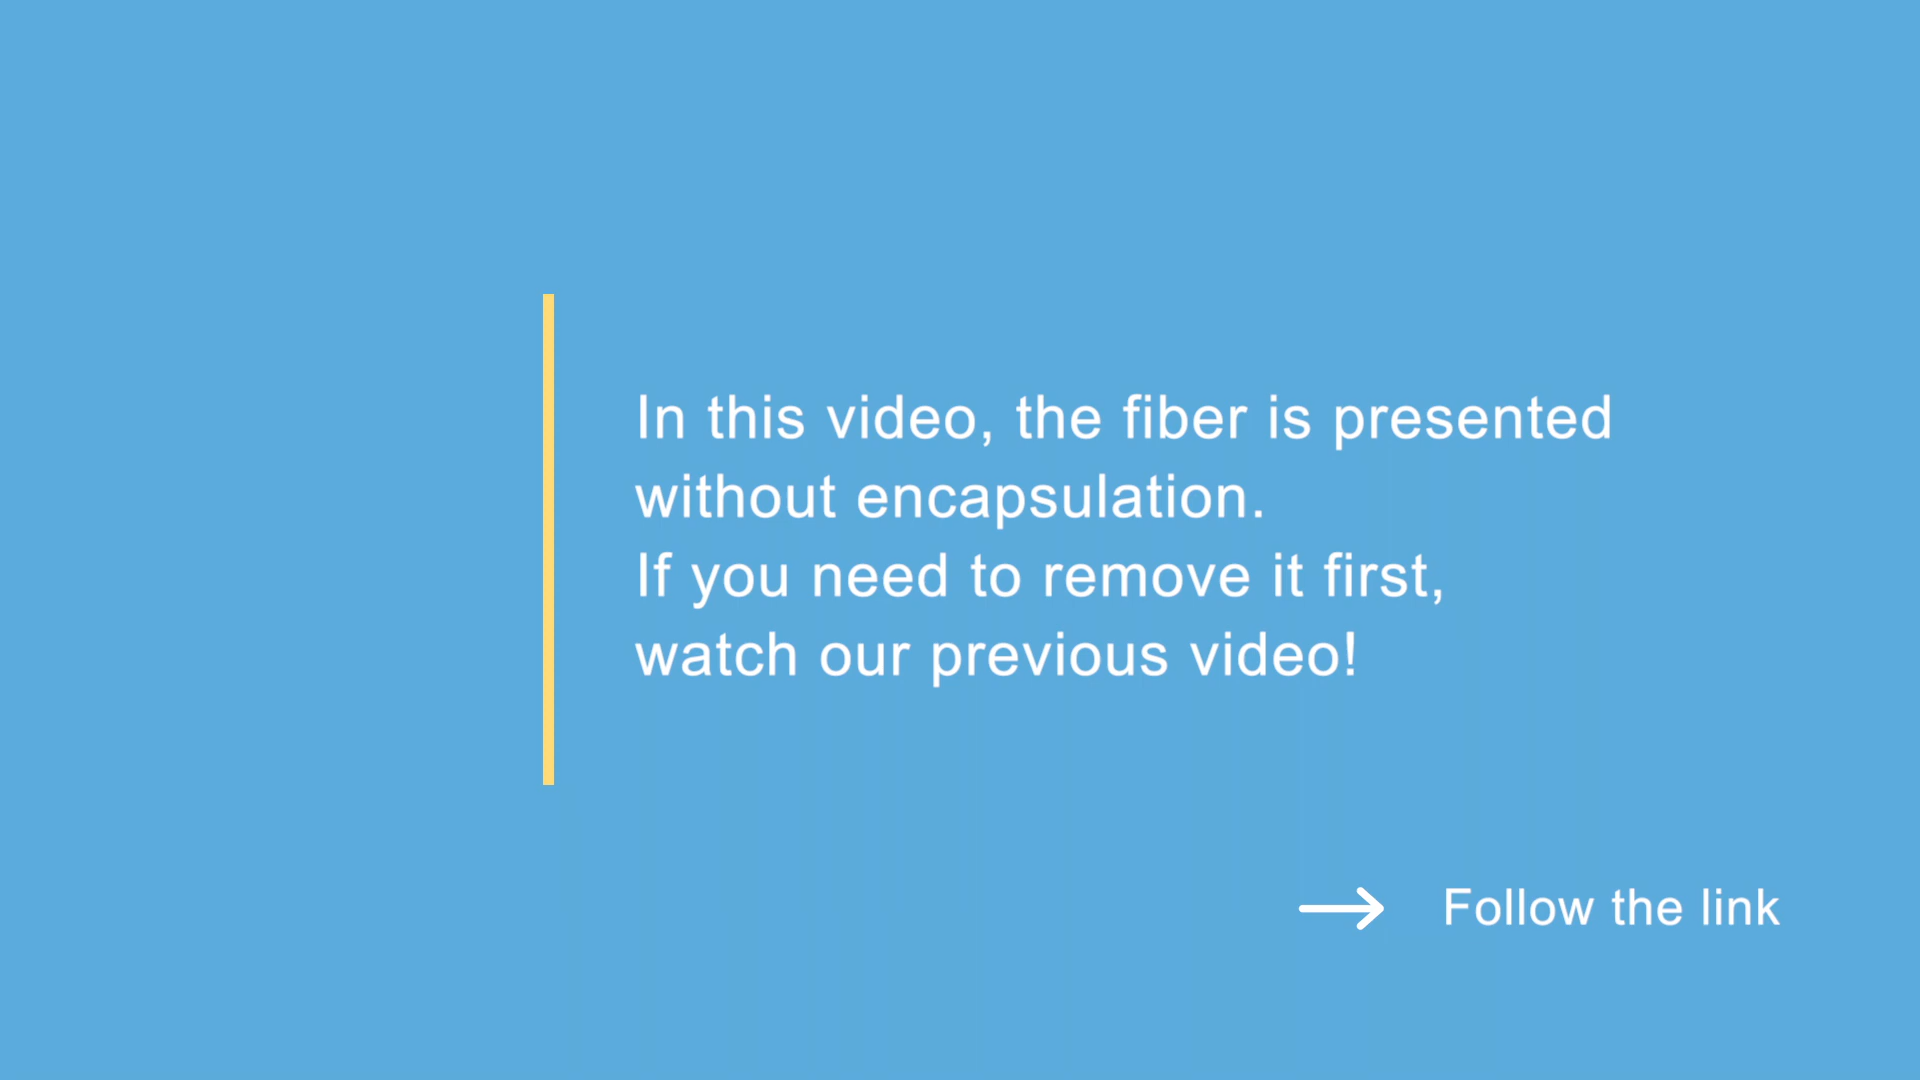 In this video, the fiber is presented
without encapsulation.
If you need to remove it first,
watch our previous video!
Follow the link